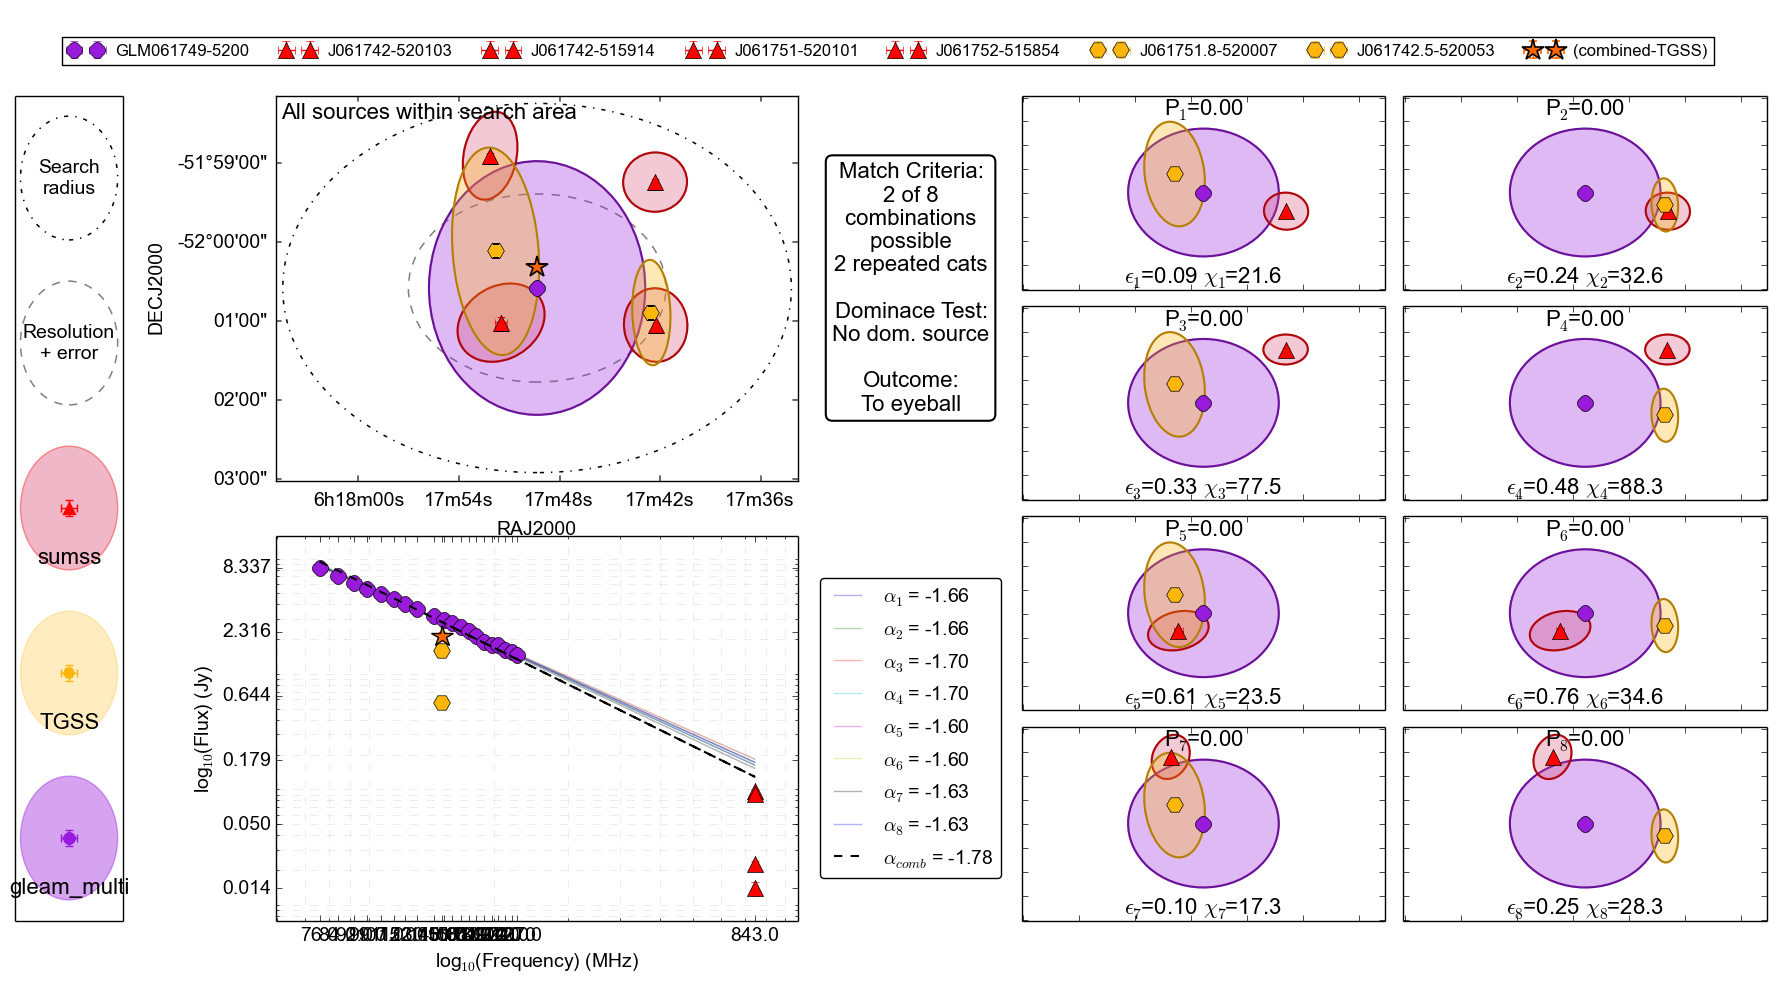 GLM061749-5200 J061742-520103 J061742-515914 J061751-520101 J061752-515854 J061751.8-520007 J061742.5-520053 (combined-TGSS)
Search
radius
Resolution
+ error
sumss
TGSS
gleam_multi
All sources within search area
DECJ2000
-51°59'00"
-52°00'00"
01'00"
02'00"
03'00"
6h18m00s 17m54s 17m48s 17m42s 17m36s
RAJ2000
Match Criteria:
2 of 8
combinations
possible
2 repeated cats
Dominace Test:
No dom. source
Outcome:
To eyeball
log₁₀(Flux) (Jy)
8.337
2.316
0.644
0.179
0.050
0.014
843.0
log₁₀(Frequency) (MHz)
α₁ = -1.66
α₂ = -1.66
α₃ = -1.70
α₄ = -1.70
α₅ = -1.60
α₆ = -1.60
α₇ = -1.63
α₈ = -1.63
α_comb = -1.78
P₁=0.00
ϵ₁=0.09 χ₁=21.6
P₂=0.00
ϵ₂=0.24 χ₂=32.6
P₃=0.00
ϵ₃=0.33 χ₃=77.5
P₄=0.00
ϵ₄=0.48 χ₄=88.3
P₅=0.00
ϵ₅=0.61 χ₅=23.5
P₆=0.00
ϵ₆=0.76 χ₆=34.6
P₇=0.00
ϵ₇=0.10 χ₇=17.3
P₈=0.00
ϵ₈=0.25 χ₈=28.3